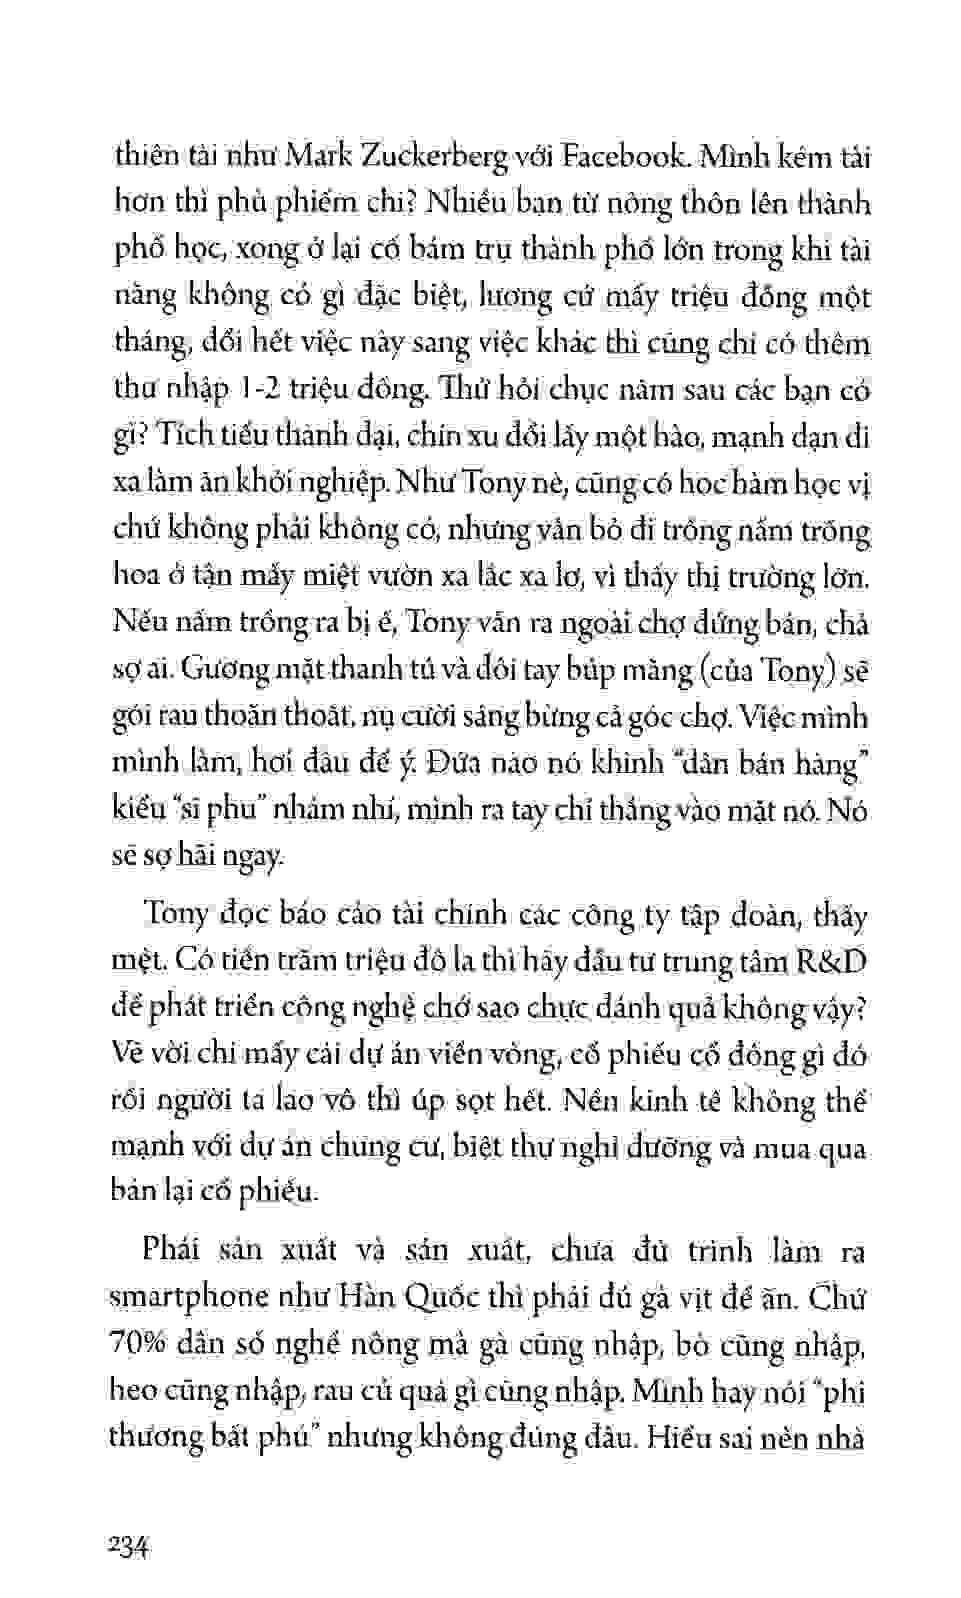 thiên tài như Mark Zuckerberg với Facebook. Mình kém tài
hơn thì phù phiếm chi? Nhiều bạn từ nông thôn lên thành
phố học, xong ở lại cố bám trụ thành phố lớn trong khi tài
năng không có gì đặc biệt, lương cứ mấy triệu đồng một
tháng, đổi hết việc này sang việc khác thì cũng chỉ có thêm
thu nhập 1-2 triệu đồng. Thử hỏi chục năm sau các bạn có
gì? Tích tiểu thành đại, chín xu đổi lấy một hào, mạnh dạn đi
xa làm ăn khởi nghiệp. Như Tony nè, cũng có học hàm học vị
chứ không phải không có, nhưng vẫn bỏ đi trồng nấm trồng
hoa ở tận mấy miệt vườn xa lắc xa lơ, vì thấy thị trường lớn.
Nếu nấm trồng ra bị ế, Tony vẫn ra ngoài chợ đứng bán, chả
sợ ai. Gương mặt thanh tú và đôi tay búp măng (của Tony) sẽ
gói rau thoăn thoắt, nụ cười sáng bừng cả góc chợ. Việc mình
mình làm, hơi đâu để ý. Đứa nào nó khinh “dân bán hàng”
kiểu “sĩ phu” nhảm nhí, mình ra tay chỉ thẳng vào mặt nó. Nó
sẽ sợ hãi ngay.
Tony đọc báo cáo tài chính các công ty tập đoàn, thấy
mệt. Có tiền trăm triệu đô la thì hãy đầu tư trung tâm R&D
để phát triển công nghệ chớ sao chực đánh quả không vậy?
Vẽ vời chi mấy cái dự án viển vông, cổ phiếu cổ đông gì đó
rồi người ta lao vô thì úp sọt hết. Nền kinh tế không thể
mạnh với dự án chung cư, biệt thự nghỉ dưỡng và mua qua
bán lại cổ phiếu.
Phải sản xuất và sản xuất, chưa đủ trình làm ra
smartphone như Hàn Quốc thì phải đủ gà vịt để ăn. Chứ
70% dân số nghề nông mà gà cũng nhập, bò cũng nhập,
heo cũng nhập, rau củ quả gì cũng nhập. Mình hay nói “phi
thương bất phú” nhưng không đúng đâu. Hiểu sai nên nhà
234